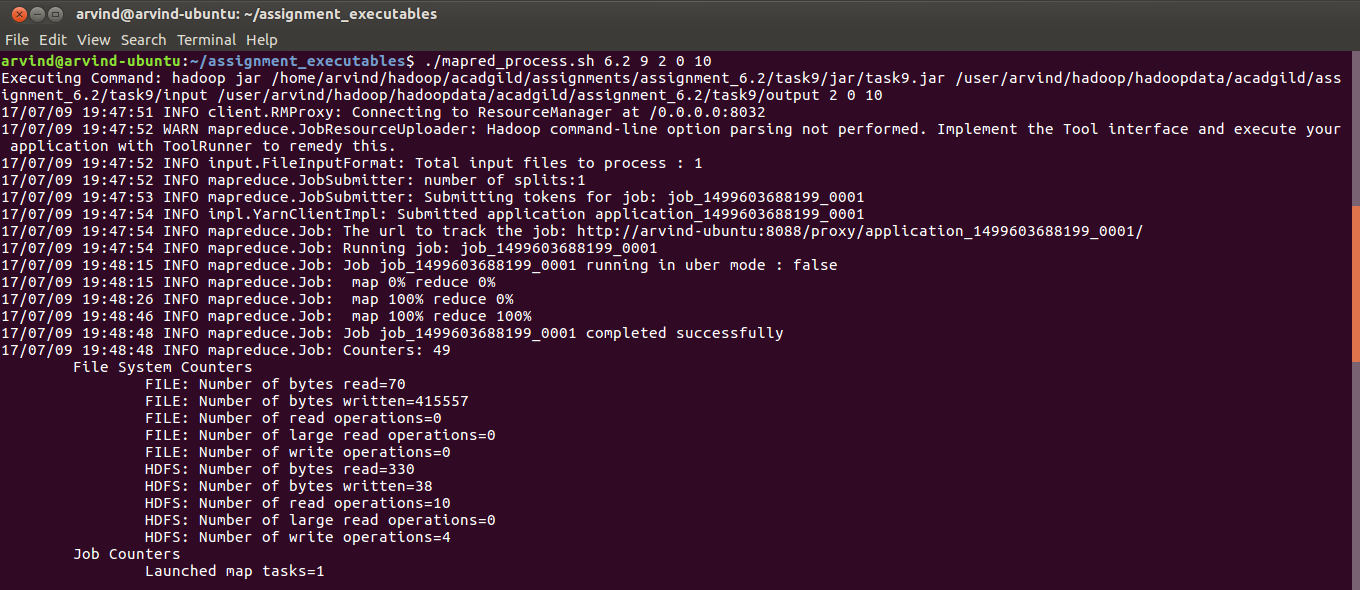 arvind@arvind-ubuntu: ~/assignment_executables
File Edit View Search Terminal Help
arvind@arvind-ubuntu:~/assignment_executables$ ./mapred_process.sh 6.2 9 2 0 10
Executing Command: hadoop jar /home/arvind/hadoop/acadgild/assignments/assignment_6.2/task9/jar/task9.jar /user/arvind/hadoop/hadoopdata/acadgild/ass
ignment_6.2/task9/input /user/arvind/hadoop/hadoopdata/acadgild/assignment_6.2/task9/output 2 0 10
17/07/09 19:47:51 INFO client.RMProxy: Connecting to ResourceManager at /0.0.0.0:8032
17/07/09 19:47:52 WARN mapreduce.JobResourceUploader: Hadoop command-line option parsing not performed. Implement the Tool interface and execute your
 application with ToolRunner to remedy this.
17/07/09 19:47:52 INFO input.FileInputFormat: Total input files to process : 1
17/07/09 19:47:52 INFO mapreduce.JobSubmitter: number of splits:1
17/07/09 19:47:53 INFO mapreduce.JobSubmitter: Submitting tokens for job: job_1499603688199_0001
17/07/09 19:47:54 INFO impl.YarnClientImpl: Submitted application application_1499603688199_0001
17/07/09 19:47:54 INFO mapreduce.Job: The url to track the job: http://arvind-ubuntu:8088/proxy/application_1499603688199_0001/
17/07/09 19:47:54 INFO mapreduce.Job: Running job: job_1499603688199_0001
17/07/09 19:48:15 INFO mapreduce.Job: Job job_1499603688199_0001 running in uber mode : false
17/07/09 19:48:15 INFO mapreduce.Job:  map 0% reduce 0%
17/07/09 19:48:26 INFO mapreduce.Job:  map 100% reduce 0%
17/07/09 19:48:46 INFO mapreduce.Job:  map 100% reduce 100%
17/07/09 19:48:48 INFO mapreduce.Job: Job job_1499603688199_0001 completed successfully
17/07/09 19:48:48 INFO mapreduce.Job: Counters: 49
File System Counters
FILE: Number of bytes read=70
FILE: Number of bytes written=415557
FILE: Number of read operations=0
FILE: Number of large read operations=0
FILE: Number of write operations=0
HDFS: Number of bytes read=330
HDFS: Number of bytes written=38
HDFS: Number of read operations=10
HDFS: Number of large read operations=0
HDFS: Number of write operations=4
Job Counters
Launched map tasks=1